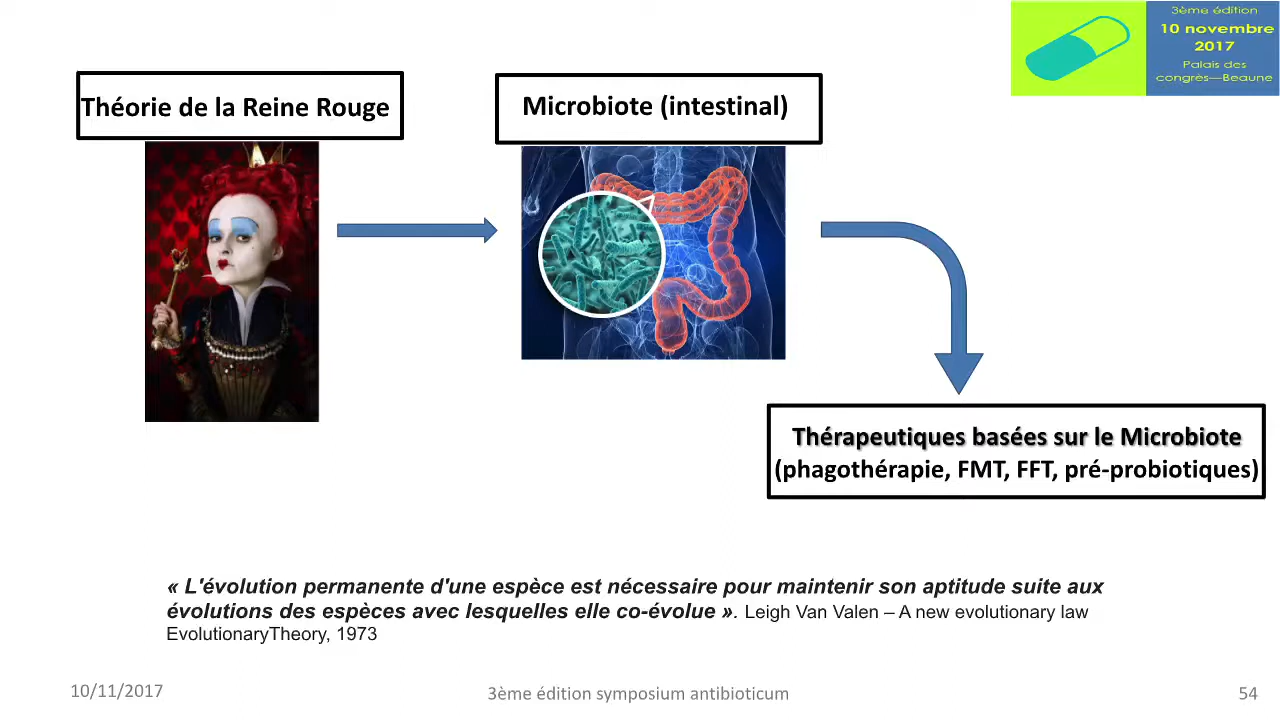 3ème édition
10 novembre
2017
Palais des
congrès—Beaune
Théorie de la Reine Rouge
Microbiote (intestinal)
Thérapeutiques basées sur le Microbiote
(phagothérapie, FMT, FFT, pré-probiotiques)
« L'évolution permanente d'une espèce est nécessaire pour maintenir son aptitude suite aux
évolutions des espèces avec lesquelles elle co-évolue ». Leigh Van Valen – A new evolutionary law
EvolutionaryTheory, 1973
10/11/2017
3ème édition symposium antibioticum
54